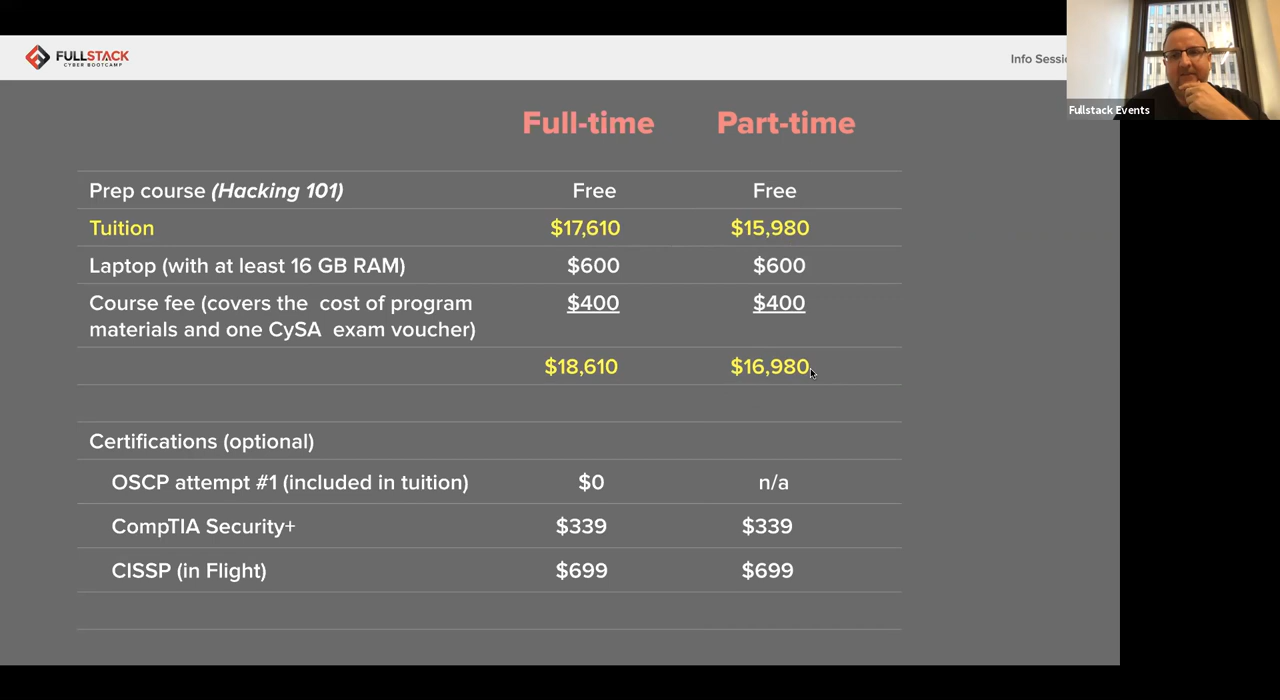 FULLSTACK
CYBER BOOTCAMP
Info
Fullstack Events
Full-time Part-time
Prep course (Hacking 101) Free Free
Tuition $17,610 $15,980
Laptop (with at least 16 GB RAM) $600 $600
Course fee (covers the cost of program $400 $400
materials and one CySA exam voucher)
$18,610 $16,980
Certifications (optional)
OSCP attempt #1 (included in tuition) $0 n/a
CompTIA Security+ $339 $339
CISSP (in Flight) $699 $699